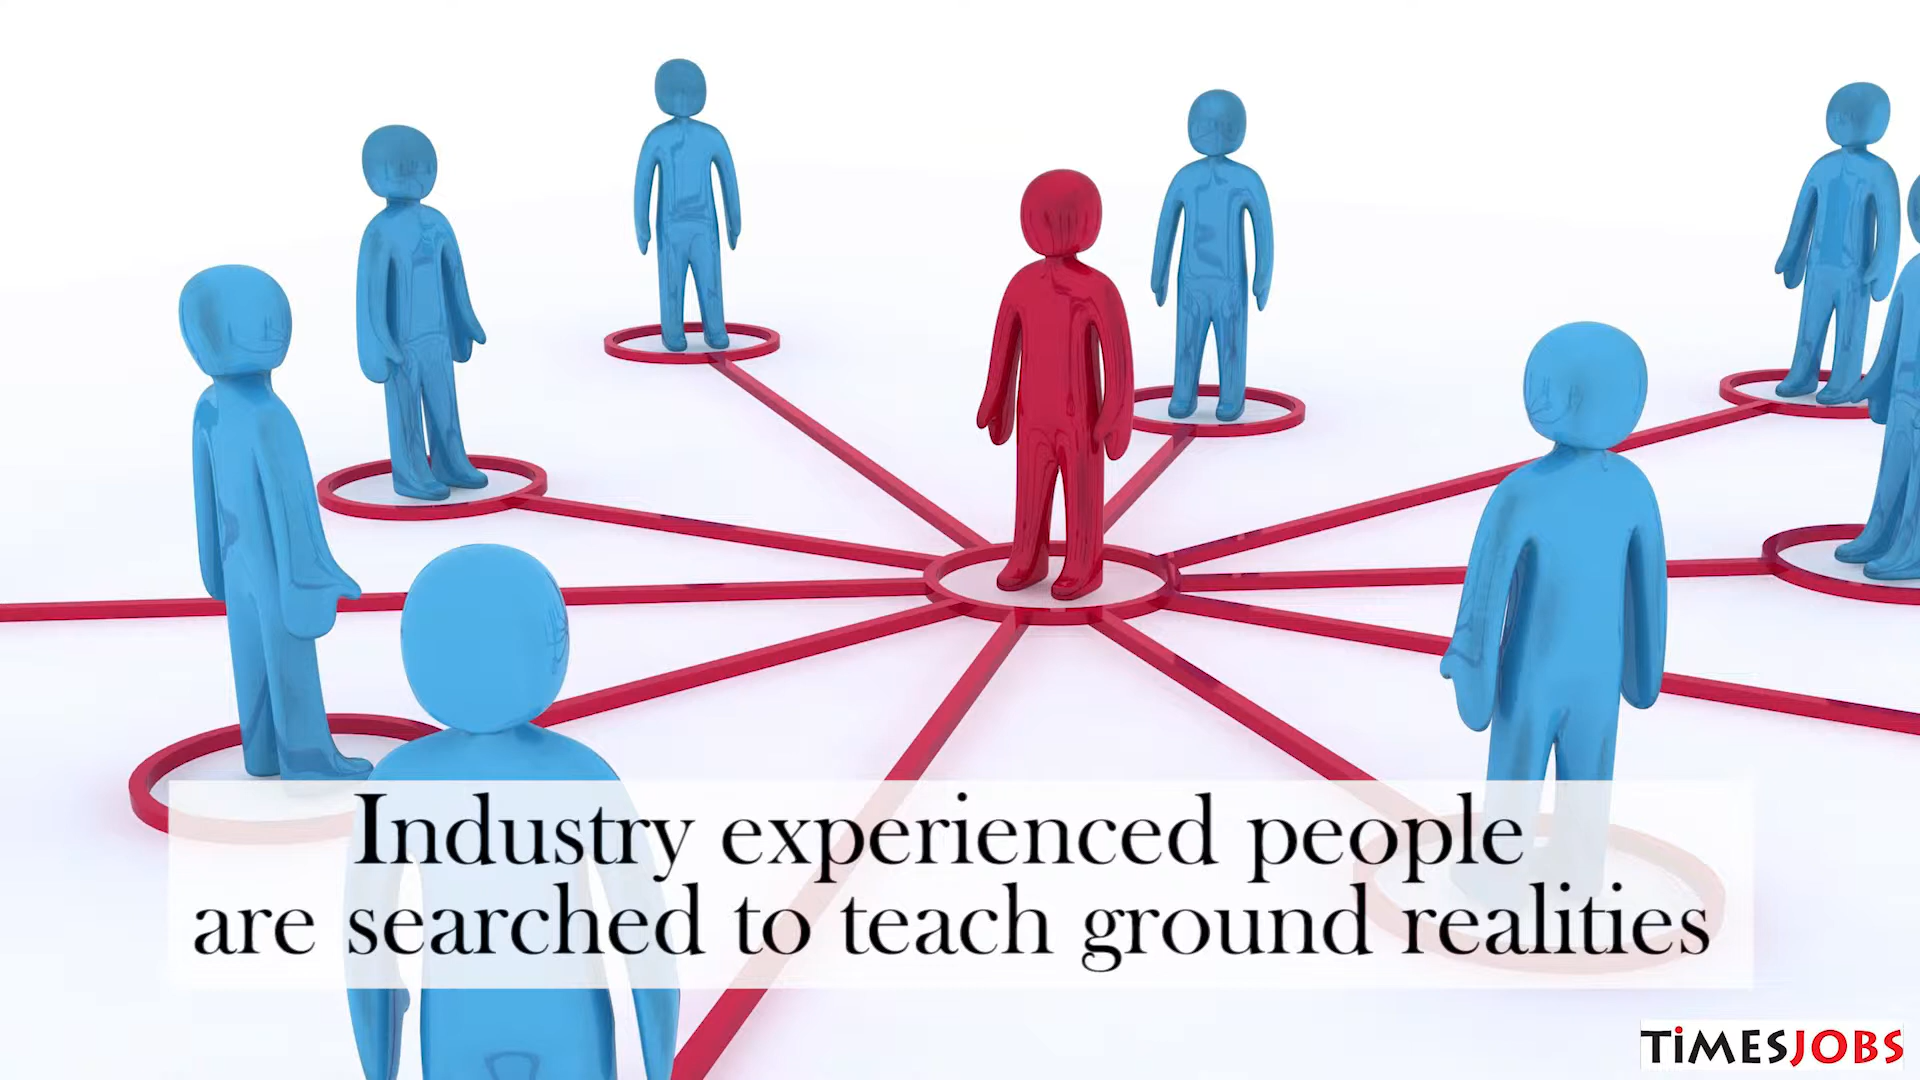 Industry experienced people
are searched to teach ground realities
TiMESJOBS